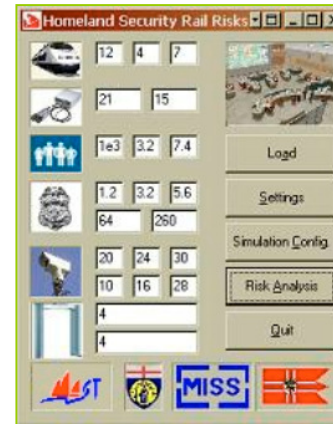 Homeland Security Rail Risks
12 4 7
21 15
Load
1e3 3.2 7.4
Settings
1.2 3.2 5.6
64 260
Simulation Config.
20 24 30
10 16 28
Risk Analysis
4
4
Quit
MAST
MISS